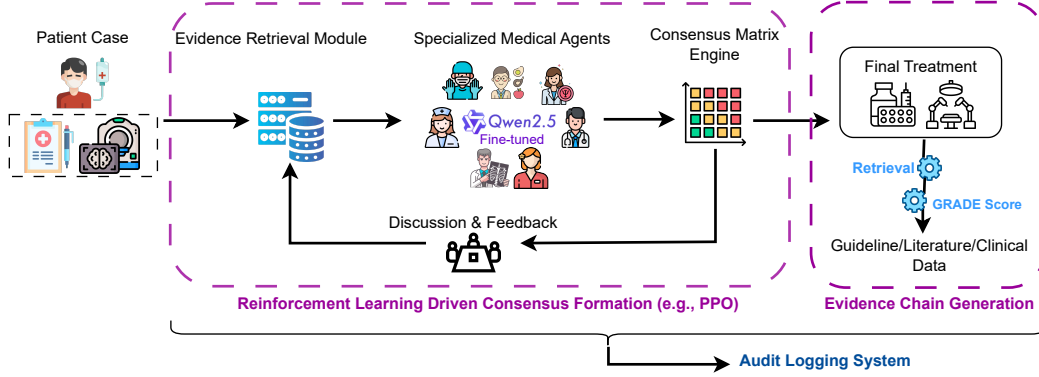 Patient Case
Evidence Retrieval Module
Specialized Medical Agents
Consensus Matrix
Engine
Final Treatment
Qwen2.5
Fine-tuned
Retrieval
GRADE Score
Discussion & Feedback
Guideline/Literature/Clinical
Data
Reinforcement Learning Driven Consensus Formation (e.g., PPO)
Evidence Chain Generation
Audit Logging System